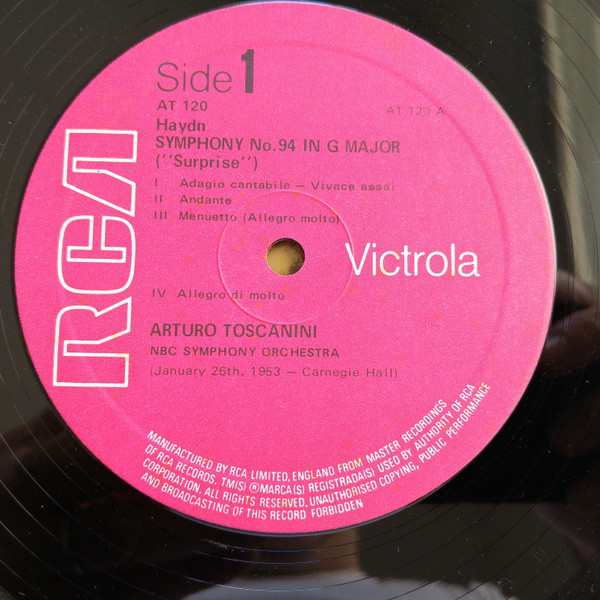 Side 1
AT 120
AT 120 A
Haydn
SYMPHONY No.94 IN G MAJOR
(''Surprise'')
I Adagio cantabile — Vivace assai
II Andante
III Menuetto (Allegro molto)
RCA
Victrola
IV Allegro di molto
ARTURO TOSCANINI
NBC SYMPHONY ORCHESTRA
(January 26th, 1953 — Carnegie Hall)
MANUFACTURED BY RCA LIMITED, ENGLAND FROM MASTER RECORDINGS
OF RCA RECORDS. TM(S) ® MARCA(S) REGISTRADA(S) USED BY AUTHORITY OF RCA
CORPORATION. ALL RIGHTS RESERVED. UNAUTHORISED COPYING, PUBLIC PERFORMANCE
AND BROADCASTING OF THIS RECORD FORBIDDEN